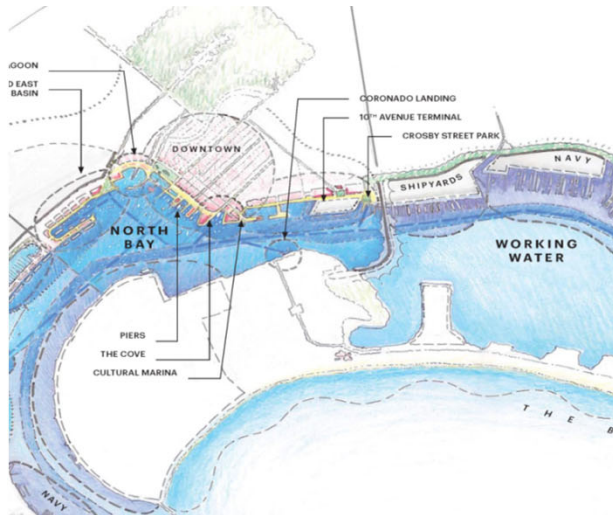 AGOON
D EAST
BASIN
DOWNTOWN
CORONADO LANDING
10TH AVENUE TERMINAL
CROSBY STREET PARK
SHIPYARDS
NAVY
NORTH
BAY
WORKING
WATER
PIERS
THE COVE
CULTURAL MARINA
THE B
NAVY